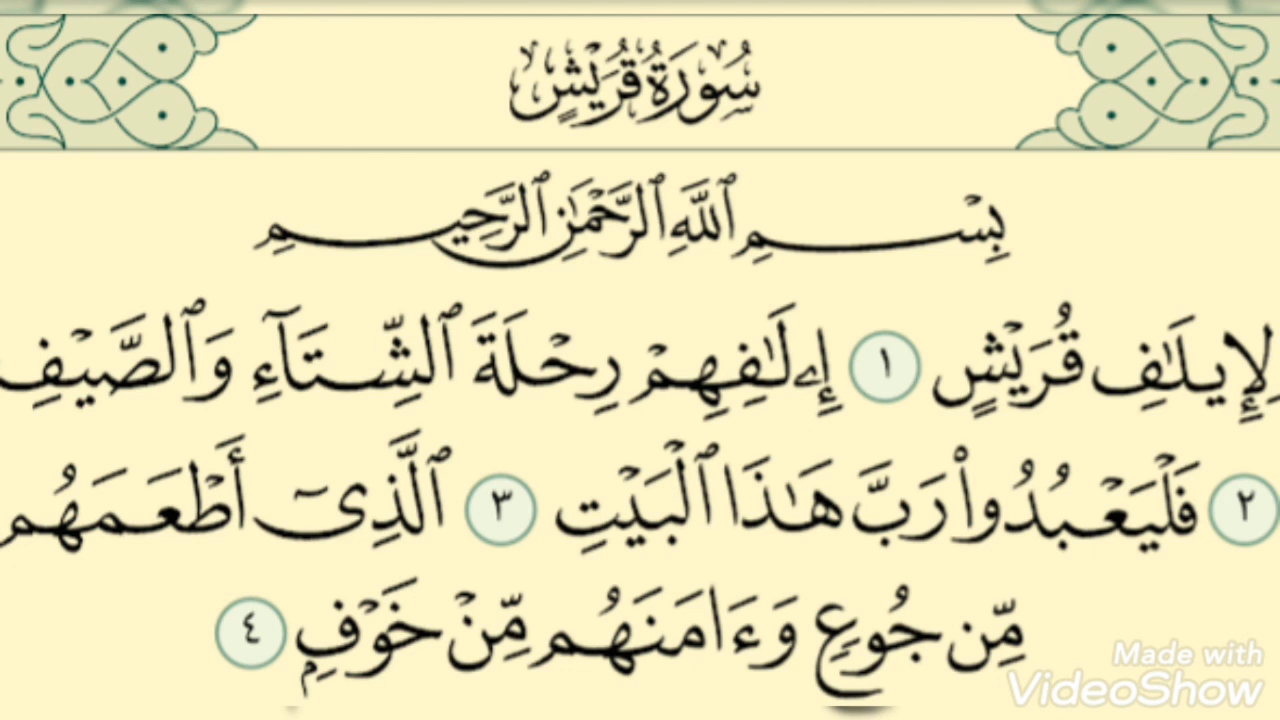 سُورَةُ قُرَيْشٍ
بِسْمِ ٱللَّهِ ٱلرَّحْمَٰنِ ٱلرَّحِيمِ
لِإِيلَٰفِ قُرَيْشٍ ١ إِۦلَٰفِهِمْ رِحْلَةَ ٱلشِّتَآءِ وَٱلصَّيْفِ
٢ فَلْيَعْبُدُوا۟ رَبَّ هَٰذَا ٱلْبَيْتِ ٣ ٱلَّذِىٓ أَطْعَمَهُم
مِّن جُوعٍ وَءَامَنَهُم مِّنْ خَوْفٍۭ ٤
Made with
VideoShow